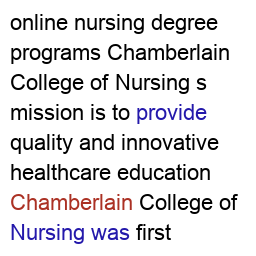 online nursing degree
programs Chamberlain
College of Nursing s
mission is to provide
quality and innovative
healthcare education
Chamberlain College of
Nursing was first